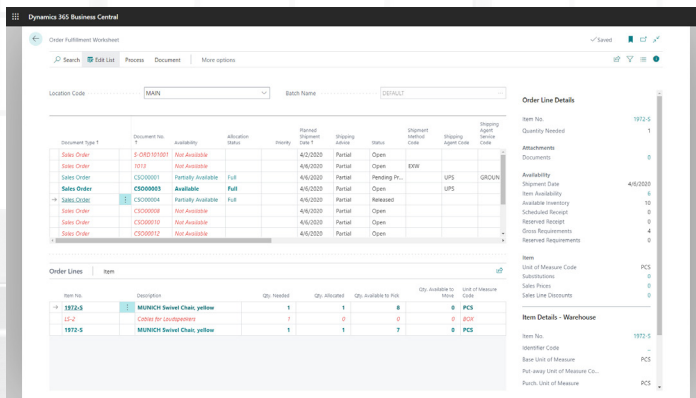 Dynamics 365 Business Central
Order Fulfillment Worksheet
✓ Saved
Search Edit List Process Document More options
Location Code MAIN Batch Name DEFAULT
Document Type ↑ Document No. ↑ Availability Allocation Status Priority Planned Shipment Date ↑ Shipping Advice Status Shipment Method Code Shipping Agent Code Shipping Agent Service Code
Sales Order S-ORD101001 Not Available 4/2/2020 Partial Open
Sales Order 1013 Not Available 4/6/2020 Partial Open EXW
Sales Order CSO00001 Partially Available Full 4/6/2020 Partial Pending Pr... UPS GROUN
Sales Order CSO00003 Available Full 4/6/2020 Partial Open UPS
Sales Order CSO00004 Partially Available Full 4/6/2020 Partial Released
Sales Order CSO00008 Not Available 4/6/2020 Partial Open
Sales Order CSO00010 Not Available 4/6/2020 Partial Open
Sales Order CSO00012 Not Available 4/6/2020 Partial Open
Order Lines Item
Item No. Description Qty. Needed Qty. Allocated Qty. Available to Pick Qty. Available to Move Unit of Measure Code
1972-S MUNICH Swivel Chair, yellow 1 1 8 0 PCS
LS-2 Cables for Loudspeakers 1 0 0 0 BOX
1972-S MUNICH Swivel Chair, yellow 1 1 7 0 PCS
Order Line Details
Item No. 1972-S
Quantity Needed 1
Attachments
Documents 0
Availability
Shipment Date 4/6/2020
Item Availability 6
Available Inventory 10
Scheduled Receipt 0
Reserved Receipt 0
Gross Requirements 4
Reserved Requirements 0
Item
Unit of Measure Code PCS
Substitutions 0
Sales Prices 0
Sales Line Discounts 0
Item Details - Warehouse
Item No. 1972-S
Identifier Code _
Base Unit of Measure PCS
Put-away Unit of Measure Co... _
Purch. Unit of Measure PCS